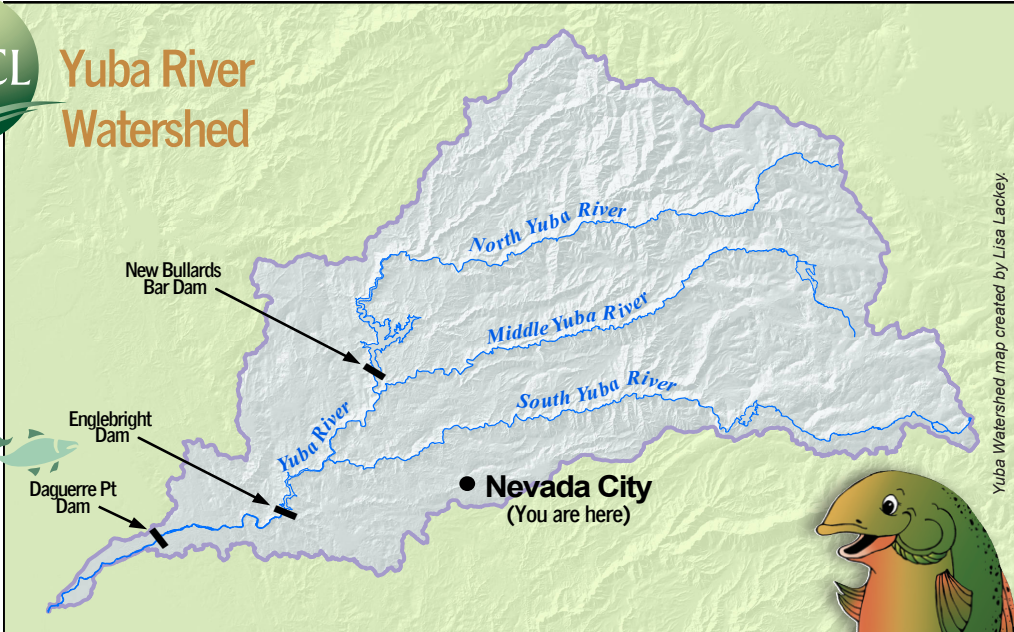 CL
Yuba River
Watershed
North Yuba River
New Bullards
Bar Dam
Middle Yuba River
South Yuba River
Yuba River
Englebright
Dam
Daguerre Pt
Dam
Nevada City
(You are here)
Yuba Watershed map created by Lisa Lackey.